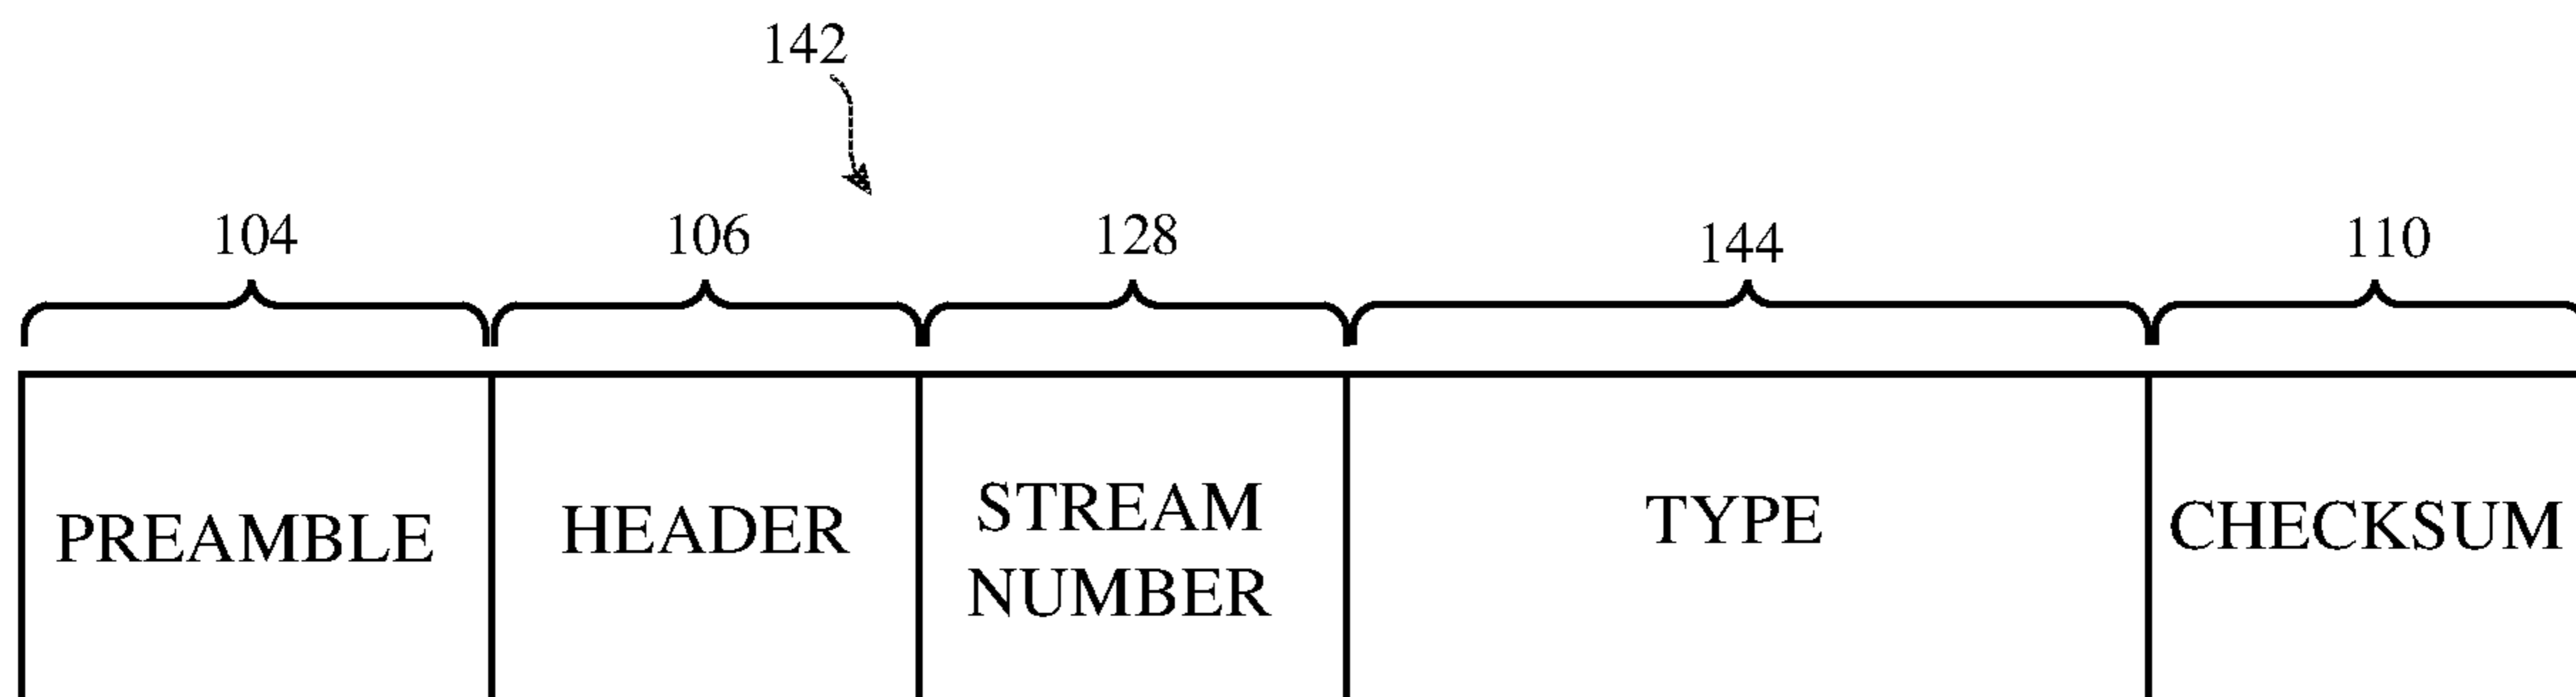 142
104
106
128
144
110
PREAMBLE
HEADER
STREAM
NUMBER
TYPE
CHECKSUM